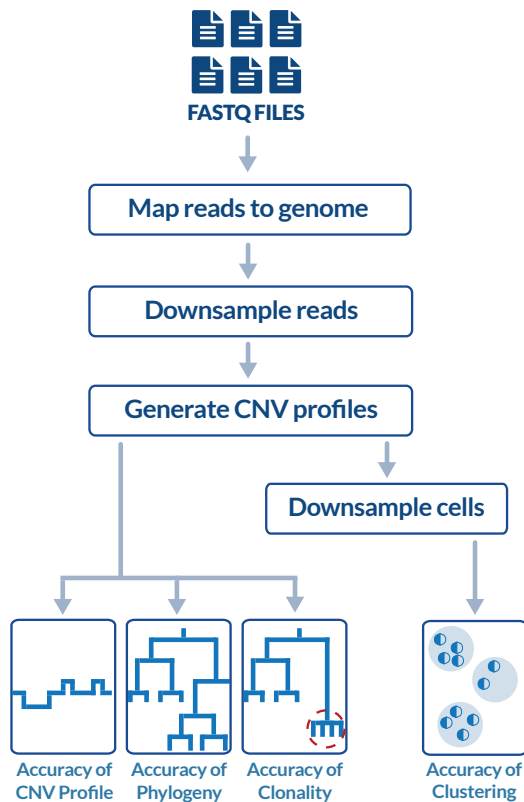 FASTQ FILES
Map reads to genome
Downsample reads
Generate CNV profiles
Downsample cells
Accuracy of
CNV Profile
Accuracy of
Phylogeny
Accuracy of
Clonality
Accuracy of
Clustering